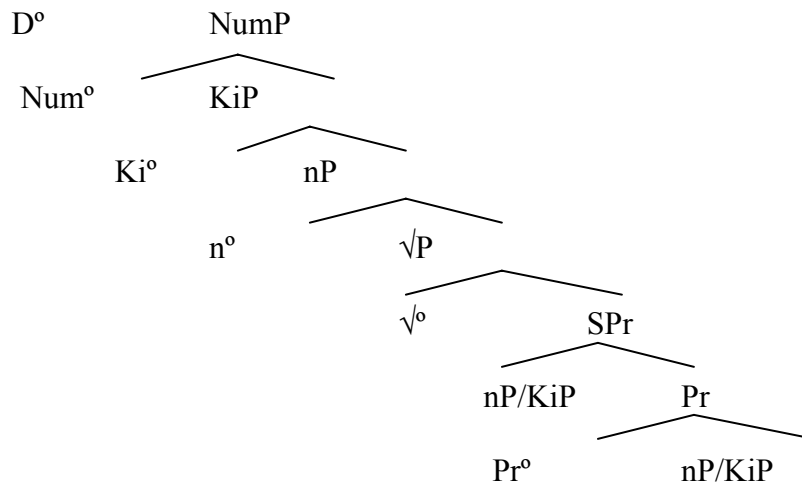 Dº NumP
Numº KiP
Kiº nP
nº √P
√º SPr
nP/KiP Pr
Prº nP/KiP